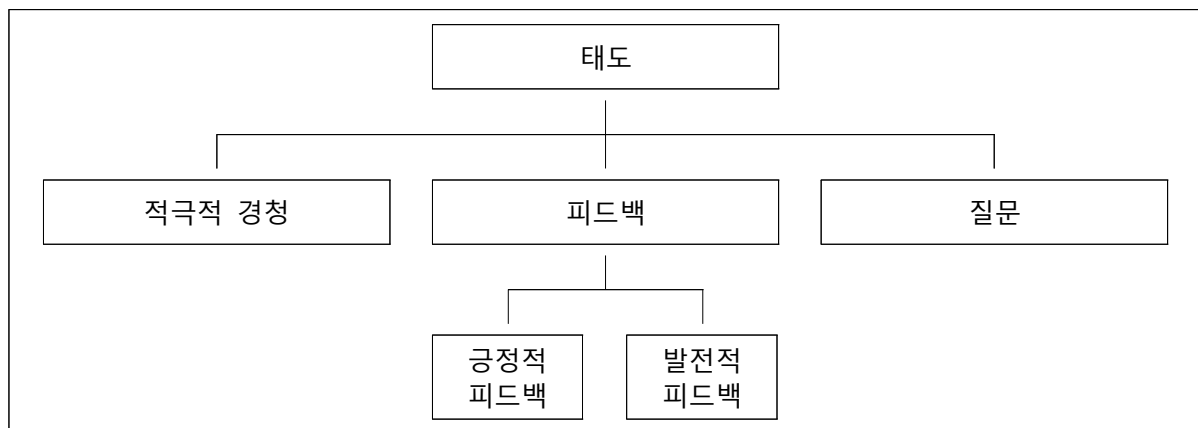 태도
적극적 경청
피드백
질문
긍정적
피드백
발전적
피드백